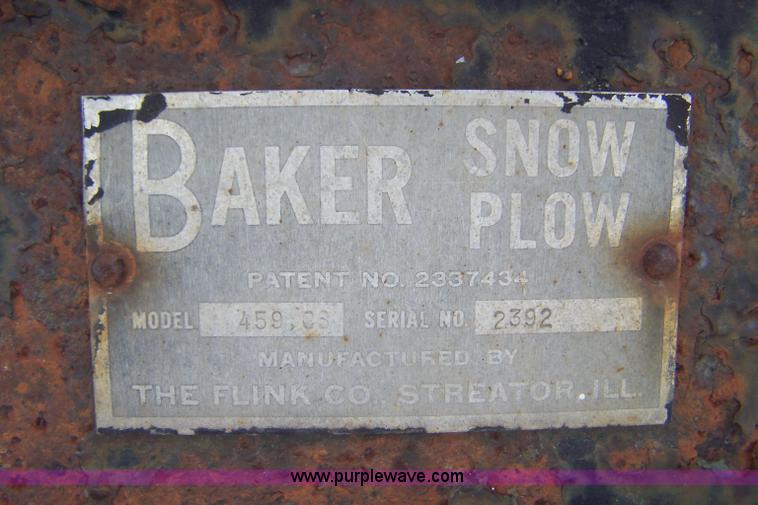 BAKER SNOW PLOW
PATENT NO. 2337434
MODEL 459, SERIAL NO. 2392
MANUFACTURED BY
THE FLINK CO., STREATOR, ILL.
www.purplewave.com